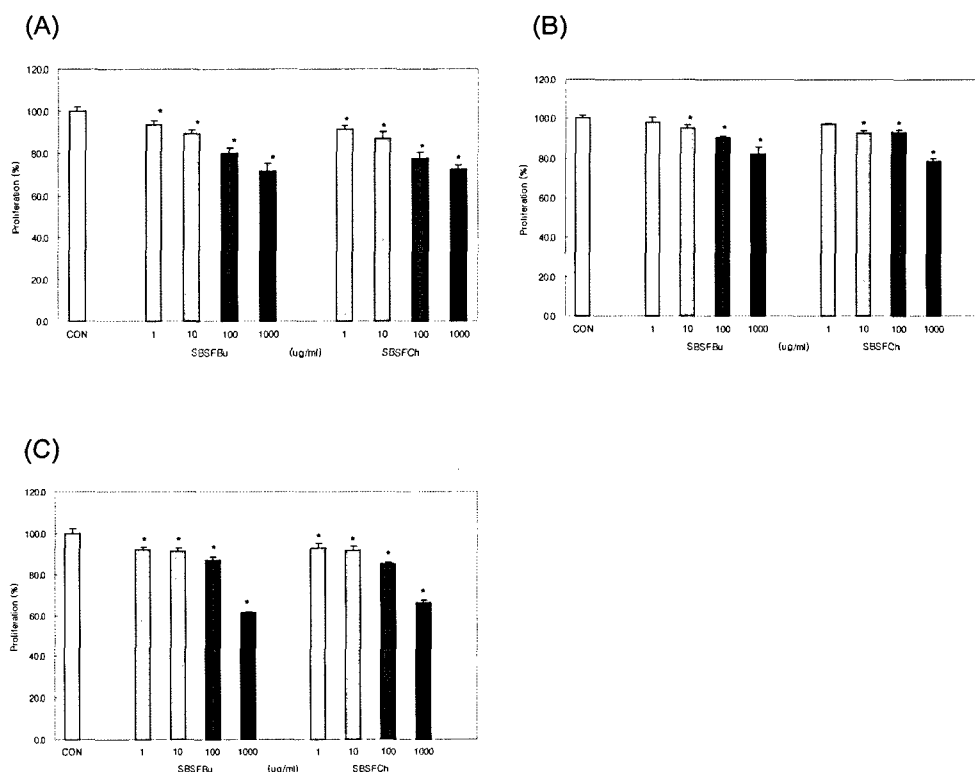 (A)
120.0
100.0
80.0
60.0
40.0
20.0
0.0
Proliferation (%)
* * * * * * * *
CON 1 10 100 1000 1 10 100 1000
SBSFBu (ug/ml) SBSFCh
(B)
120.0
100.0
80.0
60.0
40.0
20.0
0.0
Proliferation (%)
* * * * * *
CON 1 10 100 1000 1 10 100 1000
SBSFBu (ug/ml) SBSFCh
(C)
120.0
100.0
80.0
60.0
40.0
20.0
0.0
Proliferation (%)
* * * * * * * *
CON 1 10 100 1000 1 10 100 1000
SBSFBu (ug/ml) SBSFCh